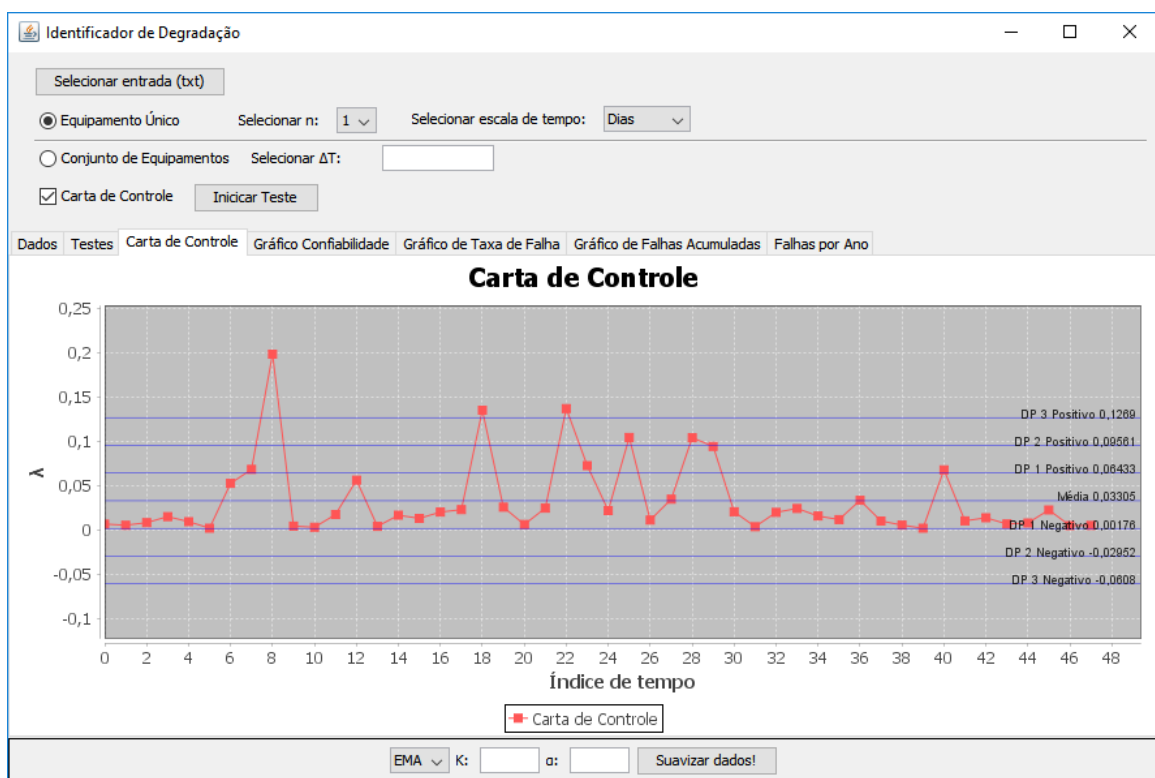 Identificador de Degradação
Selecionar entrada (txt)
Equipamento Único Selecionar n: 1 Selecionar escala de tempo: Dias
Conjunto de Equipamentos Selecionar ΔT:
Carta de Controle Inicicar Teste
Dados Testes Carta de Controle Gráfico Confiabilidade Gráfico de Taxa de Falha Gráfico de Falhas Acumuladas Falhas por Ano
Carta de Controle
0,25
0,2
0,15
0,1
0,05
0
-0,05
-0,1
Y
DP 3 Positivo 0,1269
DP 2 Positivo 0,09561
DP 1 Positivo 0,06433
Média 0,03305
DP 1 Negativo 0,00176
DP 2 Negativo -0,02952
DP 3 Negativo -0,0608
0 2 4 6 8 10 12 14 16 18 20 22 24 26 28 30 32 34 36 38 40 42 44 46 48
Índice de tempo
Carta de Controle
EMA K: α: Suavizar dados!